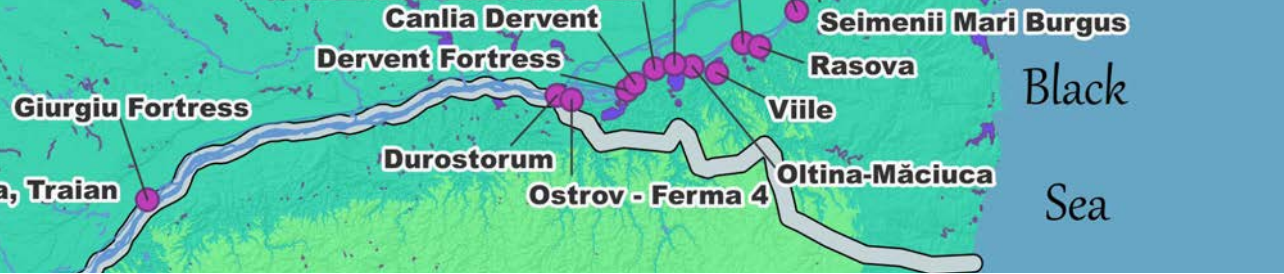 Canlia Dervent
Seimenii Mari Burgus
Dervent Fortress
Rasova
Black
Giurgiu Fortress
Viile
Durostorum
Oltina-Măciuca
a, Traian
Ostrov - Ferma 4
Sea